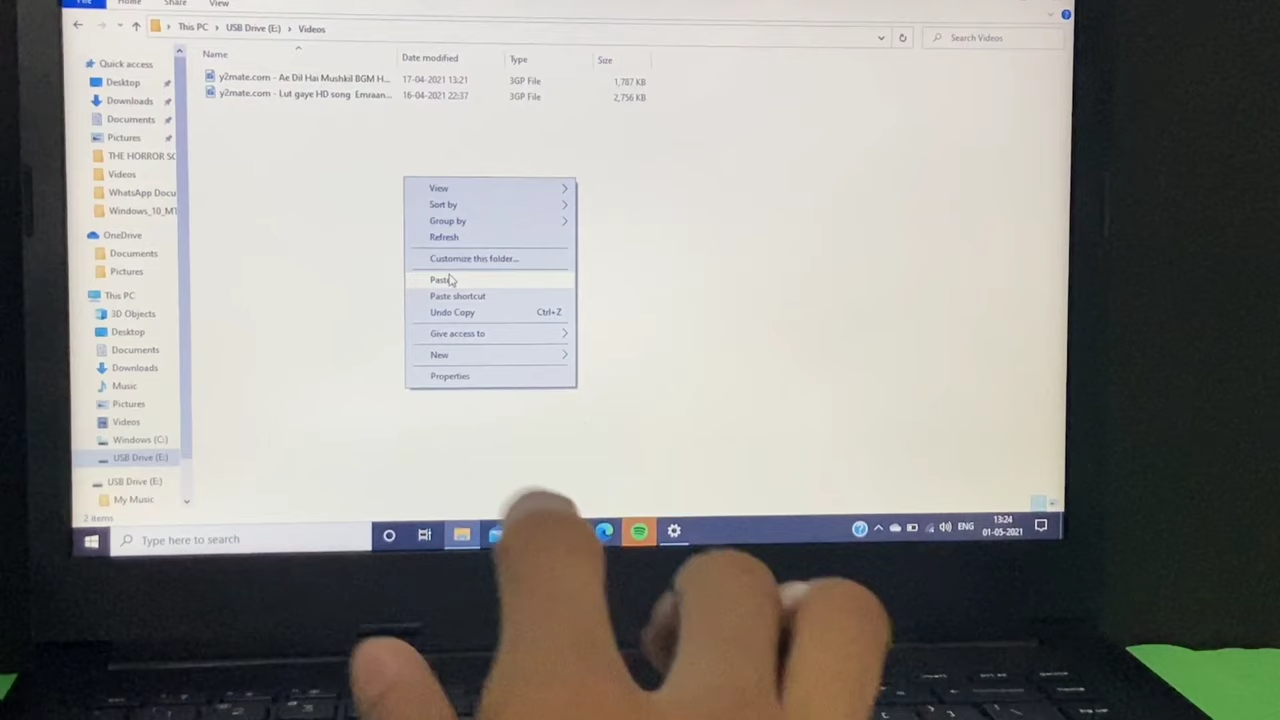 File Home Share View
This PC > USB Drive (E:) > Videos
Search Videos
Name Date modified Type Size
y2mate.com - Ae Dil Hai Mushkil BGM H... 17-04-2021 13:21 3GP File 1,787 KB
y2mate.com - Lut gaye HD song Emraan... 16-04-2021 22:37 3GP File 2,756 KB
Quick access
Desktop
Downloads
Documents
Pictures
THE HORROR SC
Videos
WhatsApp Docu
Windows_10_MT
OneDrive
Documents
Pictures
This PC
3D Objects
Desktop
Documents
Downloads
Music
Pictures
Videos
Windows (C:)
USB Drive (E:)
USB Drive (E:)
My Music
2 items
View
Sort by
Group by
Refresh
Customize this folder...
Paste
Paste shortcut
Undo Copy Ctrl+Z
Give access to
New
Properties
Type here to search
ENG
13:24
01-05-2021